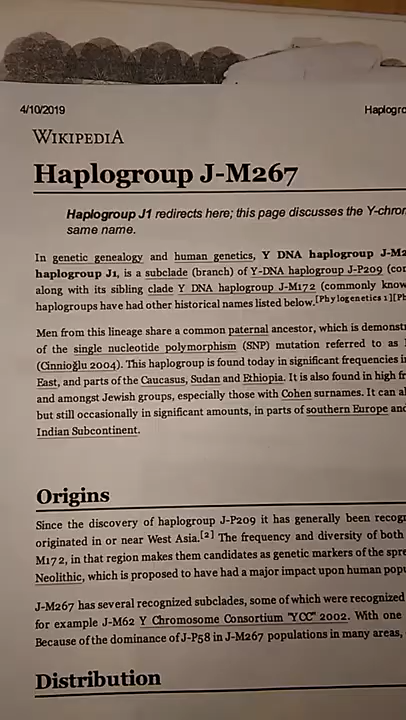 4/10/2019 Haplogro
WIKIPEDIA
Haplogroup J-M267
Haplogroup J1 redirects here; this page discusses the Y-chron
same name.
In genetic genealogy and human genetics, Y DNA haplogroup J-M2
haplogroup J1, is a subclade (branch) of Y-DNA haplogroup J-P209 (com
along with its sibling clade Y DNA haplogroup J-M172 (commonly know
haplogroups have had other historical names listed below.[Phylogenetics 1][Ph
Men from this lineage share a common paternal ancestor, which is demonst
of the single nucleotide polymorphism (SNP) mutation referred to as
(Cinnioğlu 2004). This haplogroup is found today in significant frequencies in
East, and parts of the Caucasus, Sudan and Ethiopia. It is also found in high fr
and amongst Jewish groups, especially those with Cohen surnames. It can al
but still occasionally in significant amounts, in parts of southern Europe and
Indian Subcontinent.
Origins
Since the discovery of haplogroup J-P209 it has generally been recog
originated in or near West Asia.[2] The frequency and diversity of both
M172, in that region makes them candidates as genetic markers of the spre
Neolithic, which is proposed to have had a major impact upon human popu
J-M267 has several recognized subclades, some of which were recognized
for example J-M62 Y Chromosome Consortium "YCC" 2002. With one
Because of the dominance of J-P58 in J-M267 populations in many areas,
Distribution